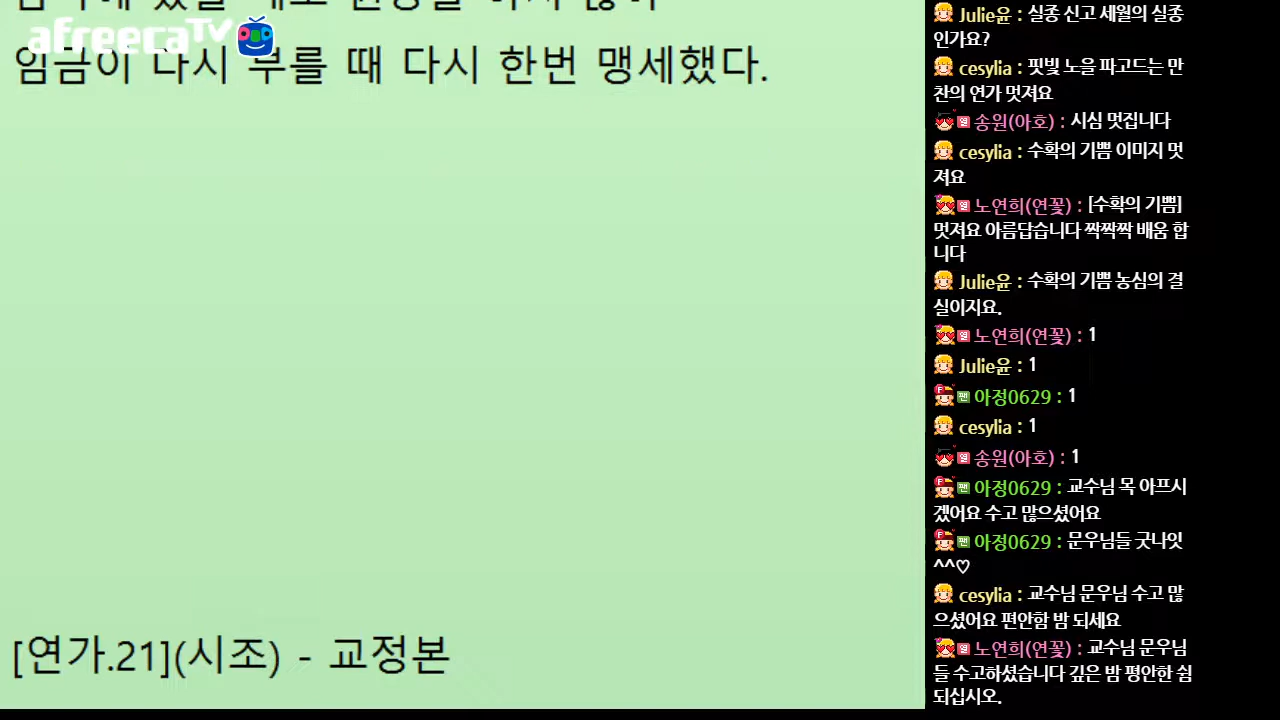 afreecaTV
임금이 다시 부를 때 다시 한번 맹세했다.
[연가.21](시조) - 교정본
Julie윤 : 실종 신고 세월의 실종
인가요?
cesylia : 핏빛 노을 파고드는 만
찬의 연가 멋져요
송원(아호) : 시심 멋집니다
cesylia : 수확의 기쁨 이미지 멋
져요
노연희(연꽃) : [수확의 기쁨]
멋져요 아름답습니다 짝짝짝 배움 합
니다
Julie윤 : 수확의 기쁨 농심의 결
실이지요.
노연희(연꽃) : 1
Julie윤 : 1
아정0629 : 1
cesylia : 1
송원(아호) : 1
아정0629 : 교수님 목 아프시
겠어요 수고 많으셨어요
아정0629 : 문우님들 굿나잇
^^♡
cesylia : 교수님 문우님 수고 많
으셨어요 편안함 밤 되세요
노연희(연꽃) : 교수님 문우님
들 수고하셨습니다 깊은 밤 평안한 쉼
되십시오.